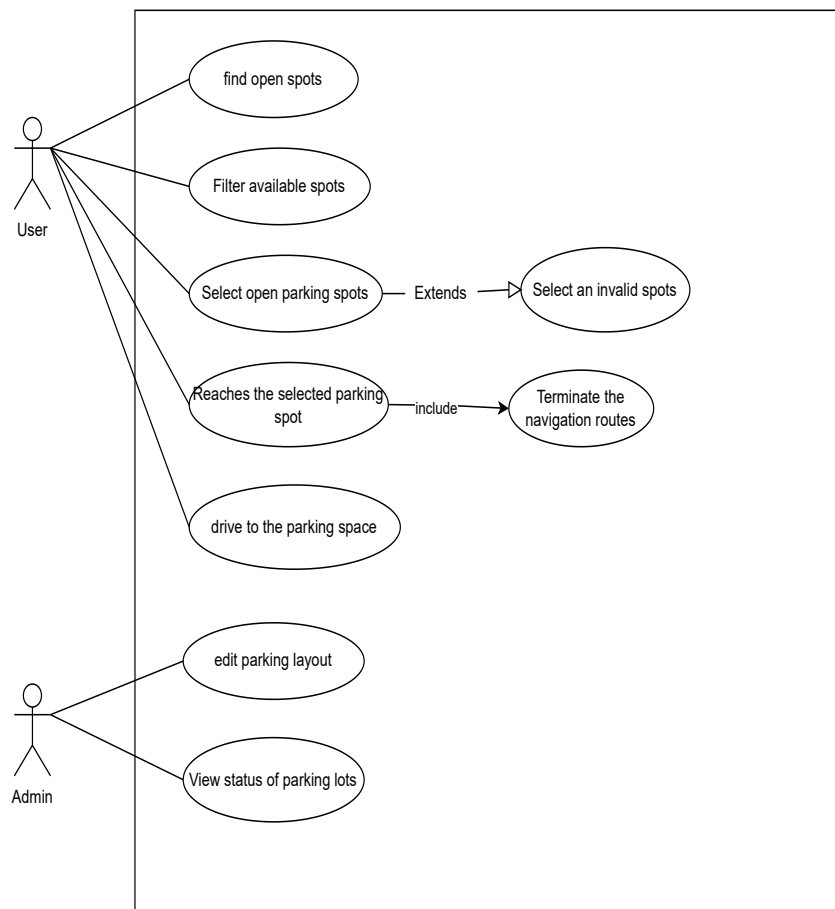 find open spots
User
Filter available spots
Select open parking spots
Extends
Select an invalid spots
Reaches the selected parking
spot
include
Terminate the
navigation routes
drive to the parking space
edit parking layout
Admin
View status of parking lots